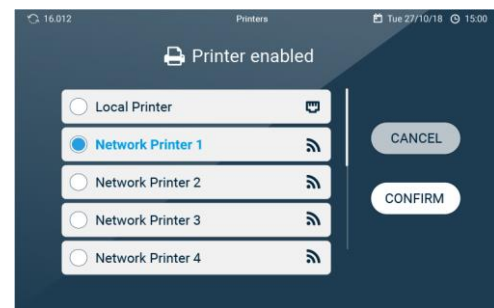 16.012 Printers Tue 27/10/18 15:00
Printer enabled
Local Printer
Network Printer 1
Network Printer 2
Network Printer 3
Network Printer 4
CANCEL
CONFIRM